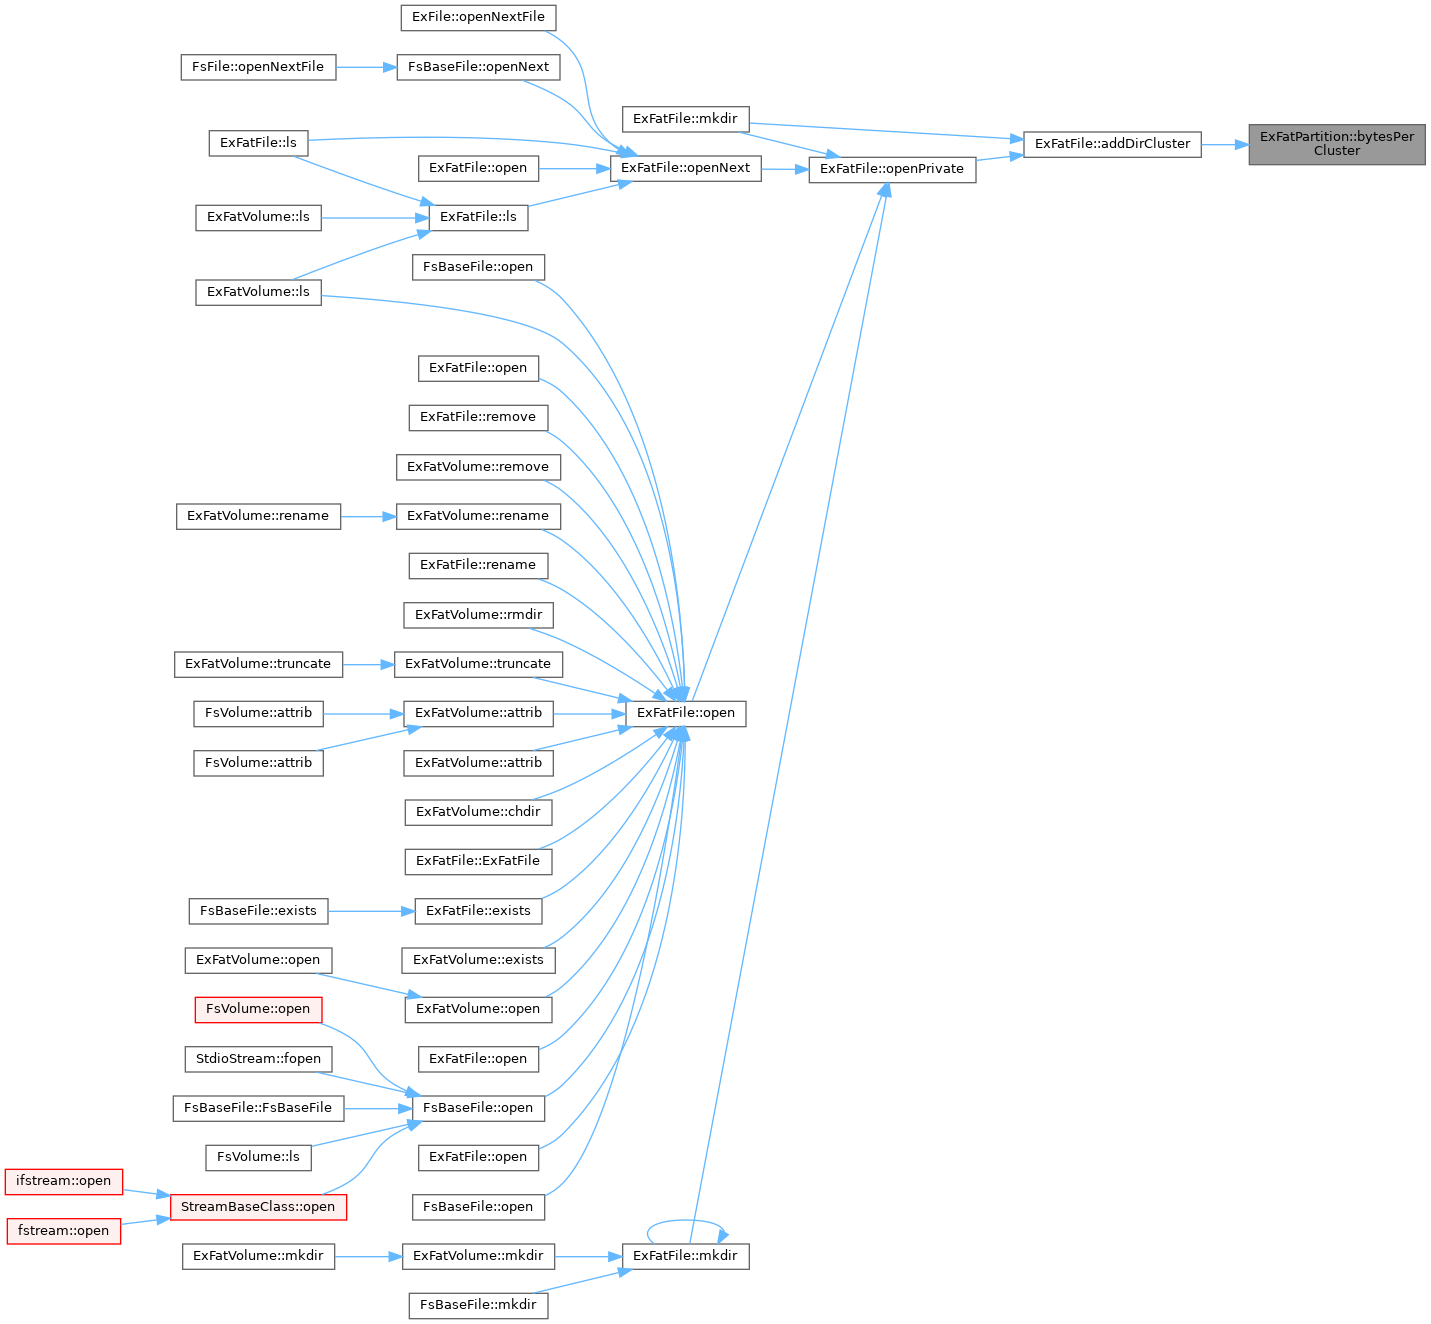 ExFile::openNextFile
FsFile::openNextFile
FsBaseFile::openNext
ExFatFile::mkdir
ExFatPartition::bytesPer
Cluster
ExFatFile::ls
ExFatFile::addDirCluster
ExFatFile::open
ExFatFile::openNext
ExFatFile::openPrivate
ExFatVolume::ls
ExFatFile::ls
FsBaseFile::open
ExFatVolume::ls
ExFatFile::open
ExFatFile::remove
ExFatVolume::remove
ExFatVolume::rename
ExFatVolume::rename
ExFatFile::rename
ExFatVolume::rmdir
ExFatVolume::truncate
ExFatVolume::truncate
FsVolume::attrib
ExFatVolume::attrib
ExFatFile::open
FsVolume::attrib
ExFatVolume::attrib
ExFatVolume::chdir
ExFatFile::ExFatFile
FsBaseFile::exists
ExFatFile::exists
ExFatVolume::open
ExFatVolume::exists
FsVolume::open
ExFatVolume::open
StdioStream::fopen
ExFatFile::open
FsBaseFile::FsBaseFile
FsBaseFile::open
FsVolume::ls
ExFatFile::open
ifstream::open
StreamBaseClass::open
FsBaseFile::open
fstream::open
ExFatVolume::mkdir
ExFatVolume::mkdir
ExFatFile::mkdir
FsBaseFile::mkdir